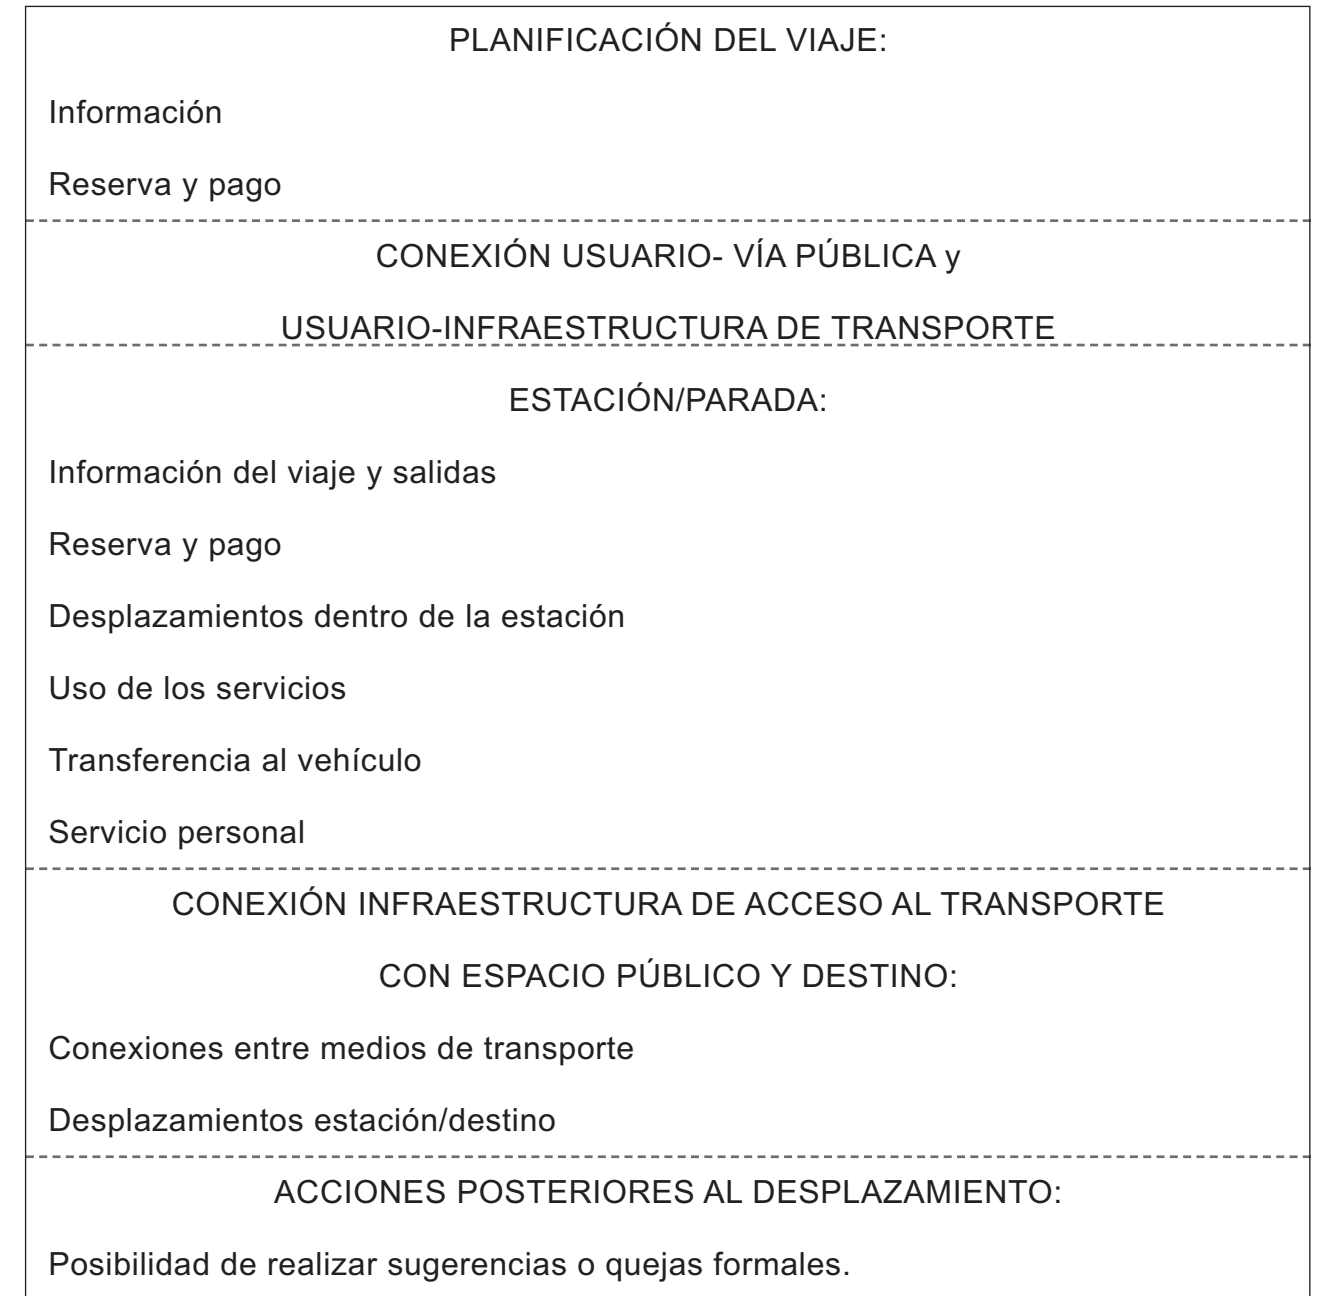 PLANIFICACIÓN DEL VIAJE:
Información
Reserva y pago
CONEXIÓN USUARIO- VÍA PÚBLICA y
USUARIO-INFRAESTRUCTURA DE TRANSPORTE
ESTACIÓN/PARADA:
Información del viaje y salidas
Reserva y pago
Desplazamientos dentro de la estación
Uso de los servicios
Transferencia al vehículo
Servicio personal
CONEXIÓN INFRAESTRUCTURA DE ACCESO AL TRANSPORTE
CON ESPACIO PÚBLICO Y DESTINO:
Conexiones entre medios de transporte
Desplazamientos estación/destino
ACCIONES POSTERIORES AL DESPLAZAMIENTO:
Posibilidad de realizar sugerencias o quejas formales.